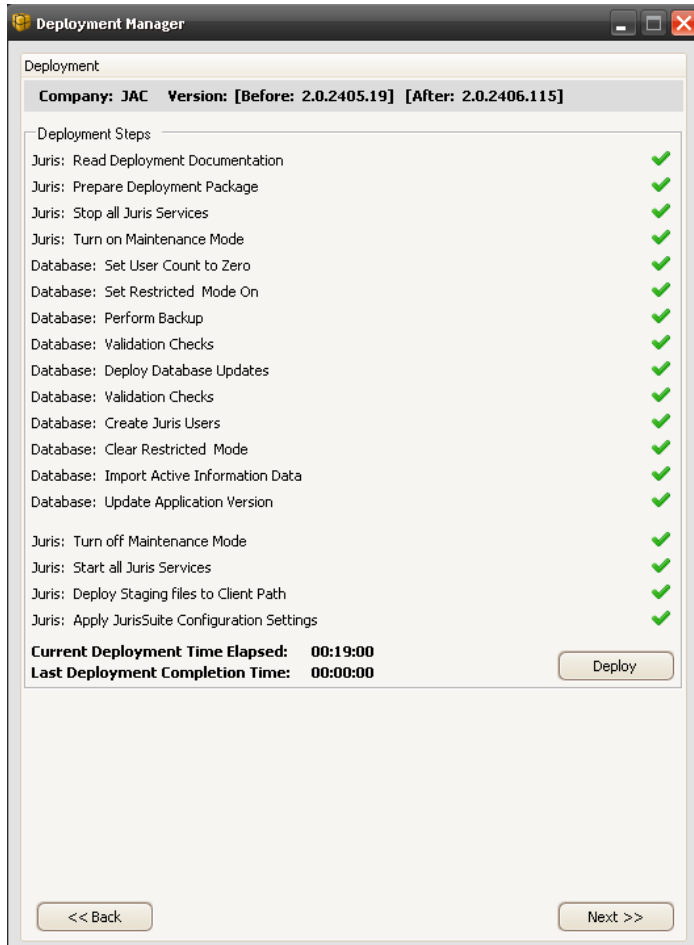 Deployment Manager
Deployment
Company: JAC Version: [Before: 2.0.2405.19] [After: 2.0.2406.115]
Deployment Steps
Juris: Read Deployment Documentation
Juris: Prepare Deployment Package
Juris: Stop all Juris Services
Juris: Turn on Maintenance Mode
Database: Set User Count to Zero
Database: Set Restricted Mode On
Database: Perform Backup
Database: Validation Checks
Database: Deploy Database Updates
Database: Validation Checks
Database: Create Juris Users
Database: Clear Restricted Mode
Database: Import Active Information Data
Database: Update Application Version
Juris: Turn off Maintenance Mode
Juris: Start all Juris Services
Juris: Deploy Staging files to Client Path
Juris: Apply JurisSuite Configuration Settings
Current Deployment Time Elapsed: 00:19:00
Last Deployment Completion Time: 00:00:00
Deploy
<< Back
Next >>